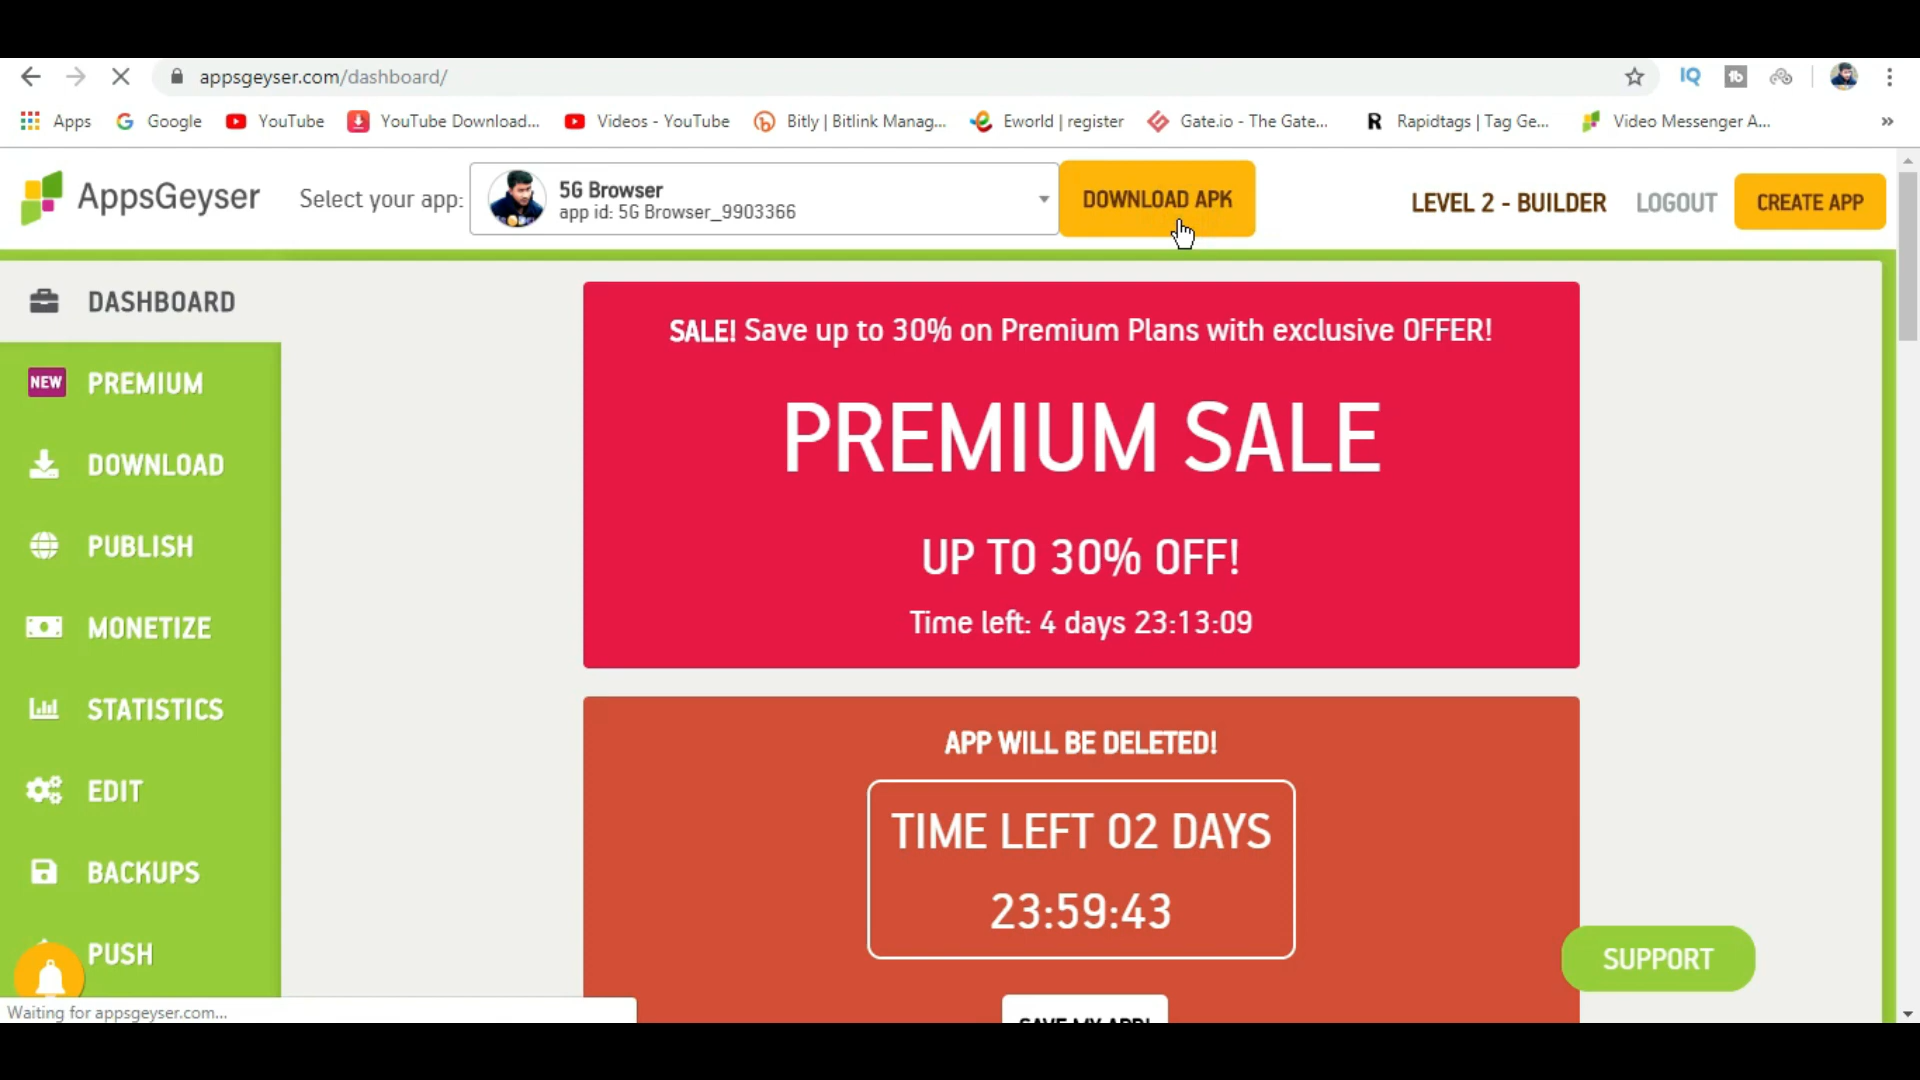 appsgeyser.com/dashboard/
Apps Google YouTube YouTube Download... Videos - YouTube Bitly | Bitlink Manag... Eworld | register Gate.io - The Gate... Rapidtags | Tag Ge... Video Messenger A... »
AppsGeyser
Select your app:
5G Browser
app id: 5G Browser_9903366
DOWNLOAD APK
LEVEL 2 - BUILDER
LOGOUT
CREATE APP
DASHBOARD
NEW PREMIUM
DOWNLOAD
PUBLISH
MONETIZE
STATISTICS
EDIT
BACKUPS
PUSH
SALE! Save up to 30% on Premium Plans with exclusive OFFER!
PREMIUM SALE
UP TO 30% OFF!
Time left: 4 days 23:13:09
APP WILL BE DELETED!
TIME LEFT 02 DAYS
23:59:43
SAVE MY APP!
SUPPORT
Waiting for appsgeyser.com...